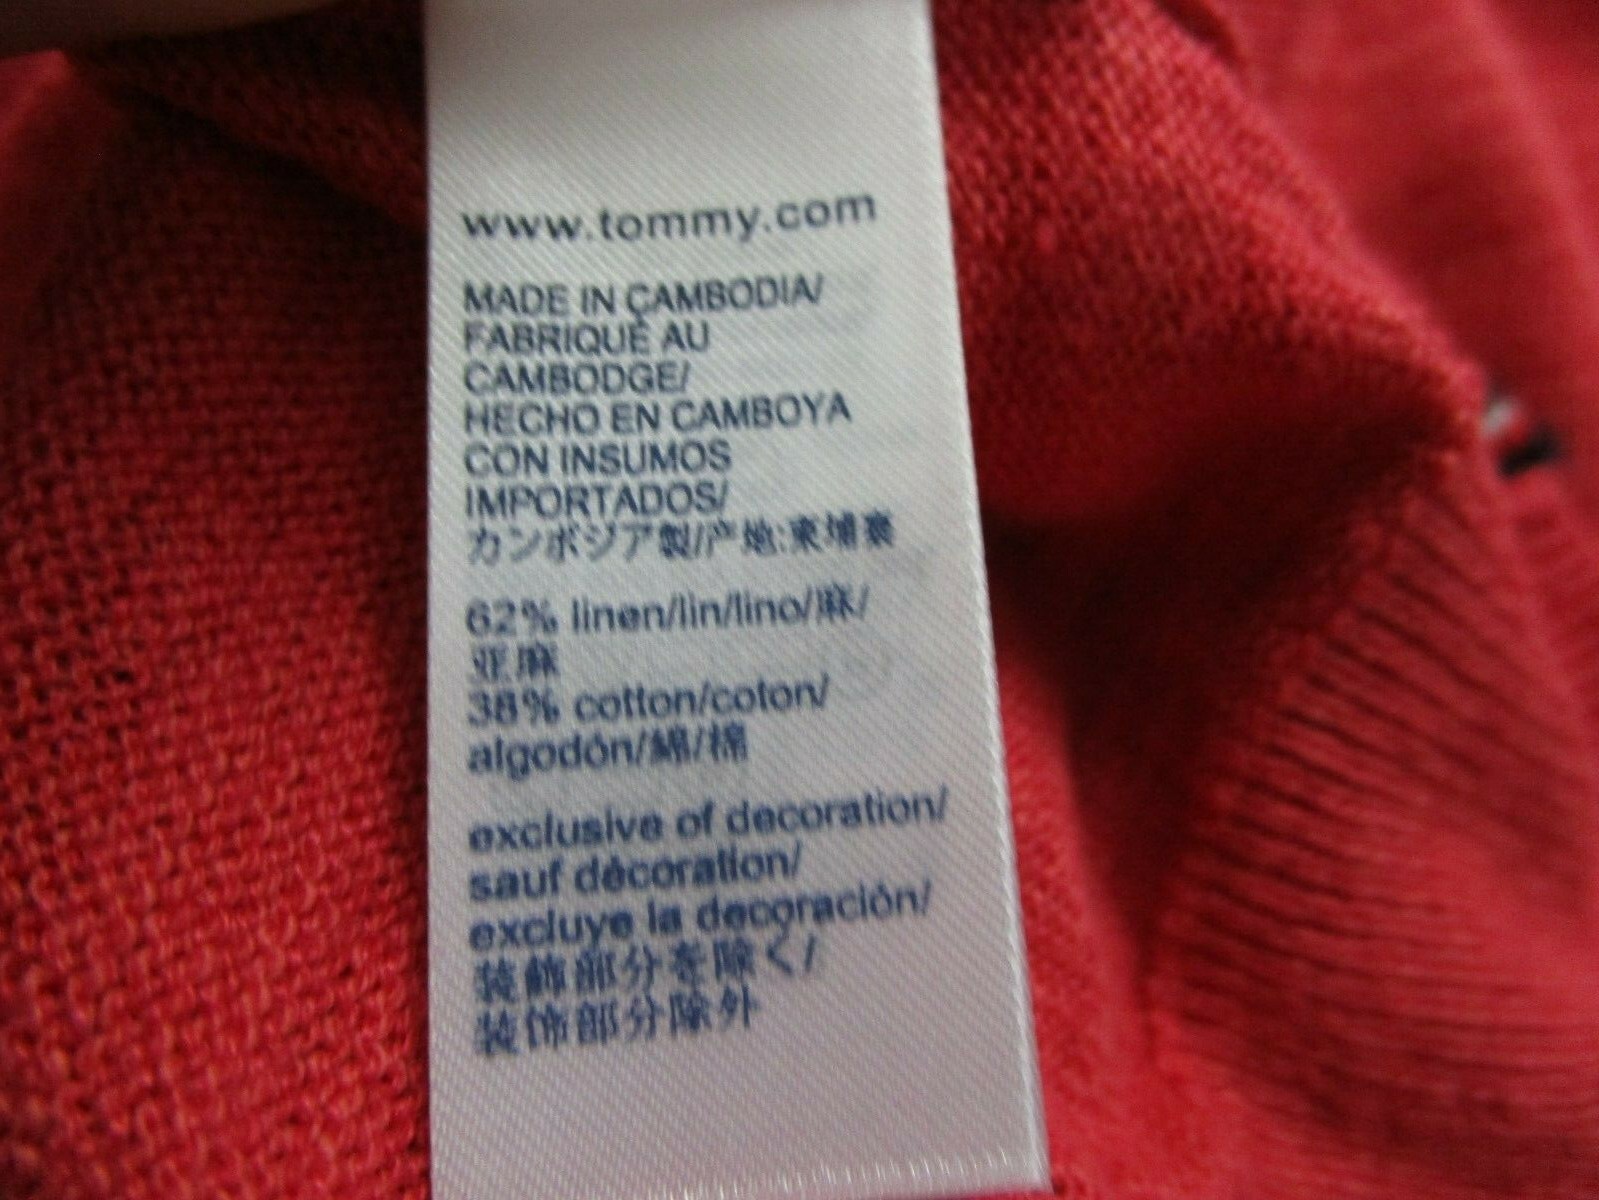 www.tommy.com
MADE IN CAMBODIA/
FABRIQUÉ AU
CAMBODGE/
HECHO EN CAMBOYA
CON INSUMOS
IMPORTADOS/
カンボジア製/产地:柬埔寨
62% linen/lin/lino/麻/
亚麻
38% cotton/coton/
algodón/綿/棉
exclusive of decoration/
sauf décoration/
excluye la decoración/
装飾部分を除く/
装饰部分除外